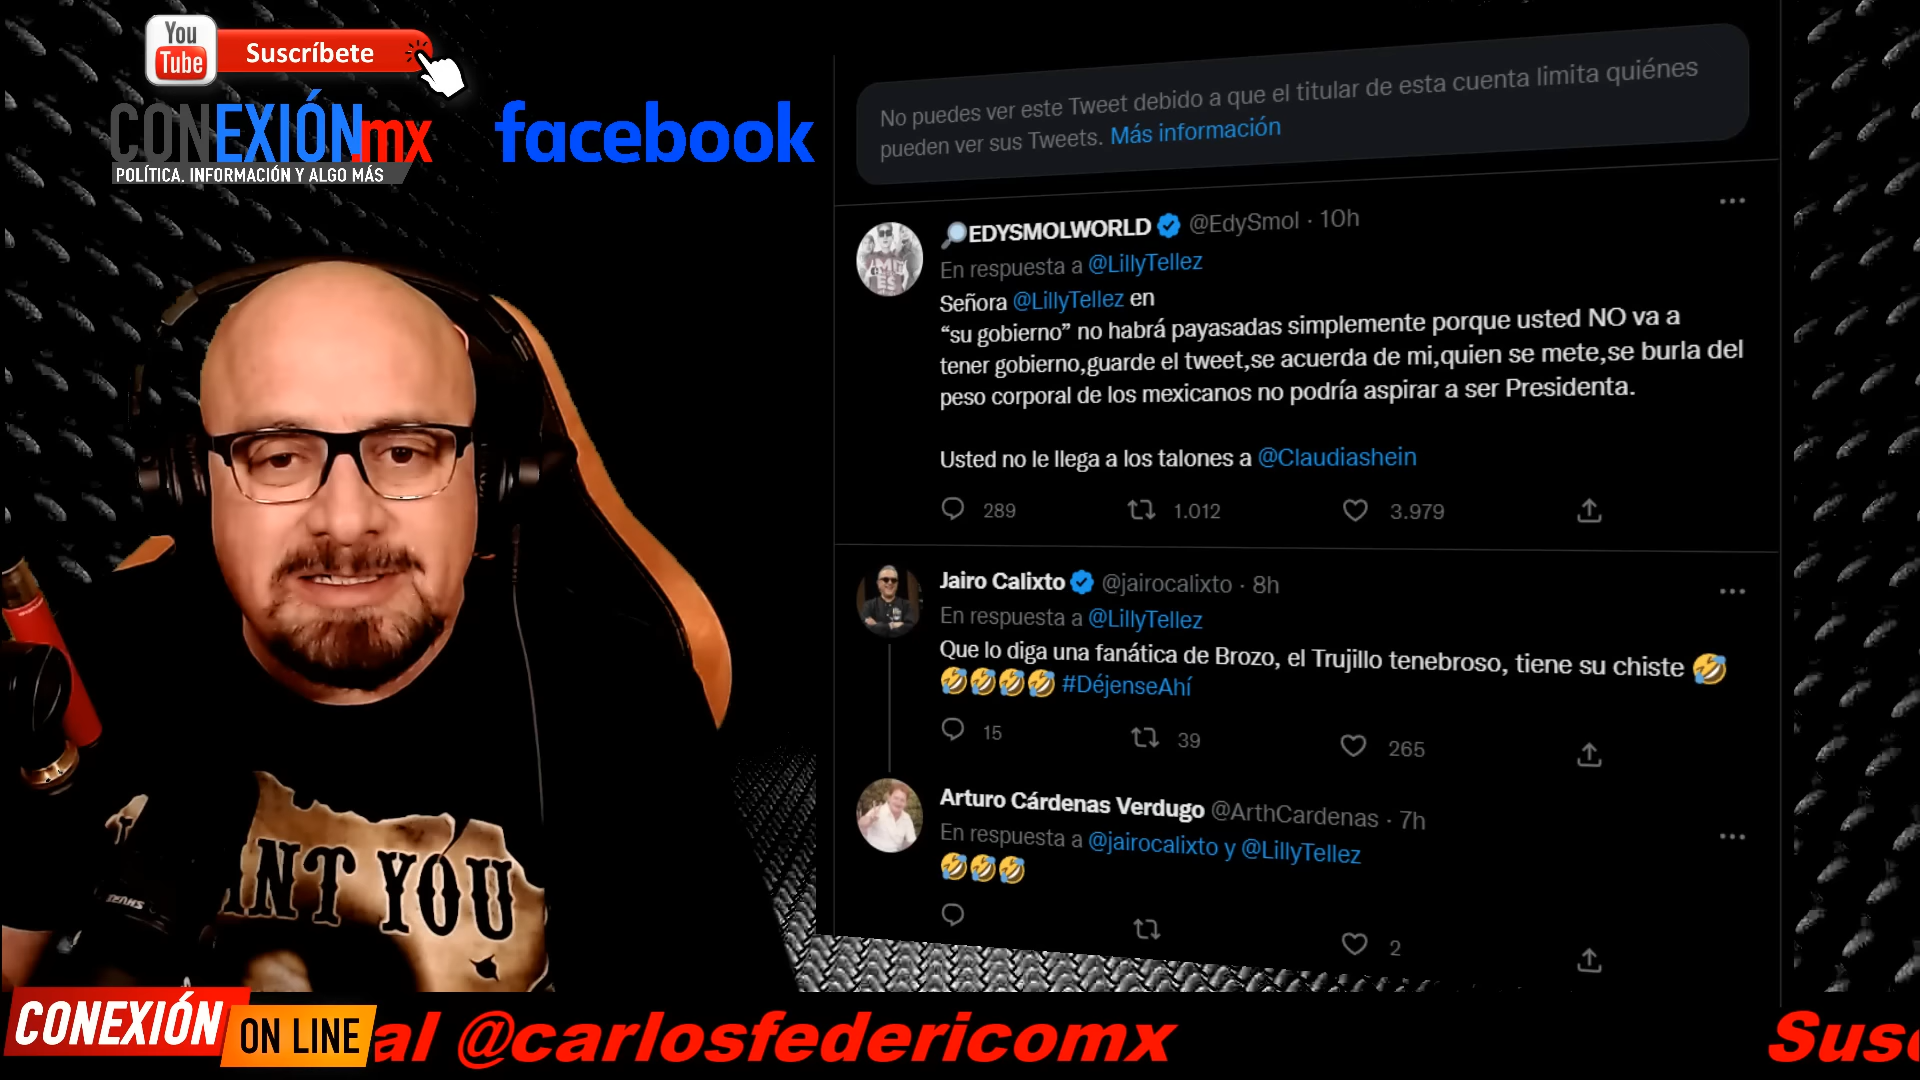 You
Tube
Suscríbete
CONEXIÓN.mx
POLÍTICA. INFORMACIÓN Y ALGO MÁS
facebook
No puedes ver este Tweet debido a que el titular de esta cuenta limita quiénes
pueden ver sus Tweets. Más información
EDYSMOLWORLD @EdySmol · 10h
En respuesta a @LillyTellez
Señora @LillyTellez en
“su gobierno” no habrá payasadas simplemente porque usted NO va a
tener gobierno,guarde el tweet,se acuerda de mi,quien se mete,se burla del
peso corporal de los mexicanos no podría aspirar a ser Presidenta.
Usted no le llega a los talones a @Claudiashein
289 1.012 3.979
Jairo Calixto @jairocalixto · 8h
En respuesta a @LillyTellez
Que lo diga una fanática de Brozo, el Trujillo tenebroso, tiene su chiste 🤣
🤣🤣🤣🤣 #DéjenseAhí
15 39 265
Arturo Cárdenas Verdugo @ArthCardenas · 7h
En respuesta a @jairocalixto y @LillyTellez
🤣🤣🤣
2
ANT YOU
CONEXIÓN
ON LINE
al @carlosfedericomx
Susc